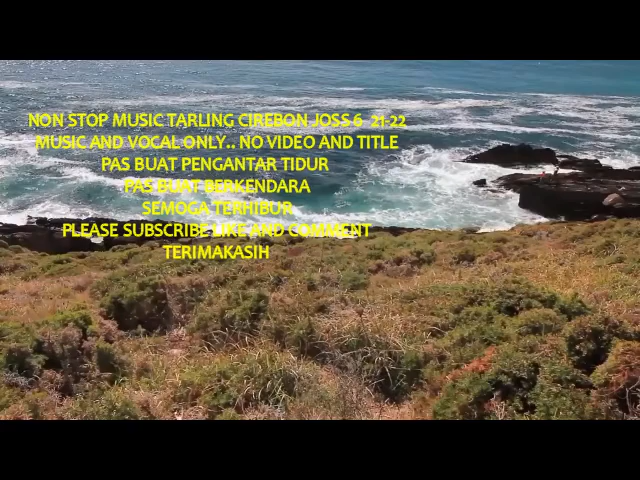 NON STOP MUSIC TARLING CIREBON JOSS 6 21-22
MUSIC AND VOCAL ONLY.. NO VIDEO AND TITLE
PAS BUAT PENGANTAR TIDUR
PAS BUAT BERKENDARA
SEMOGA TERHIBUR
PLEASE SUBSCRIBE LIKE AND COMMENT
TERIMAKASIH